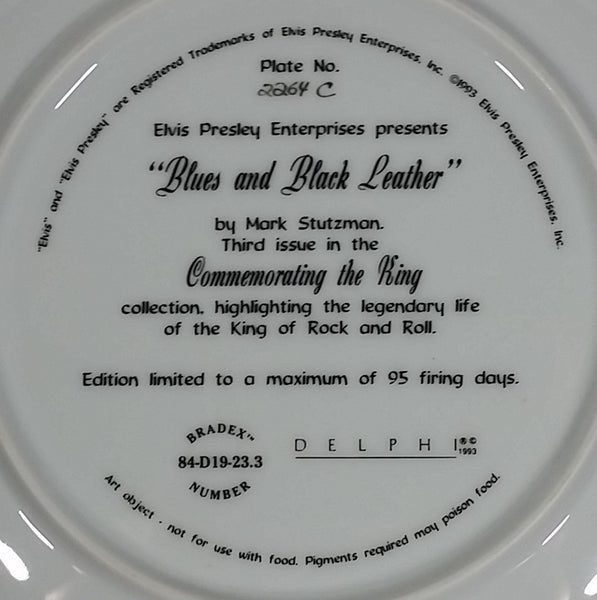 "Elvis" and "Elvis Presley" are Registered Trademarks of Elvis Presley Enterprises, Inc. ©1993 Elvis Presley Enterprises, Inc.
Plate No.
2264 C
Elvis Presley Enterprises presents
"Blues and Black Leather"
by Mark Stutzman.
Third issue in the
Commemorating the King
collection, highlighting the legendary life
of the King of Rock and Roll.
Edition limited to a maximum of 95 firing days.
BRADEX™
84-D19-23.3
NUMBER
DELPHI®©
1993
Art object - not for use with food. Pigments required may poison food.